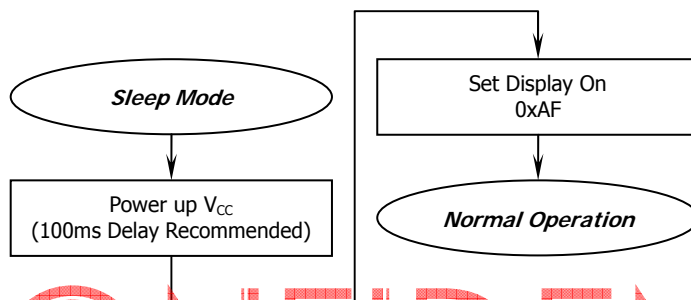 Sleep Mode
Power up VCC
(100ms Delay Recommended)
Set Display On
0xAF
Normal Operation